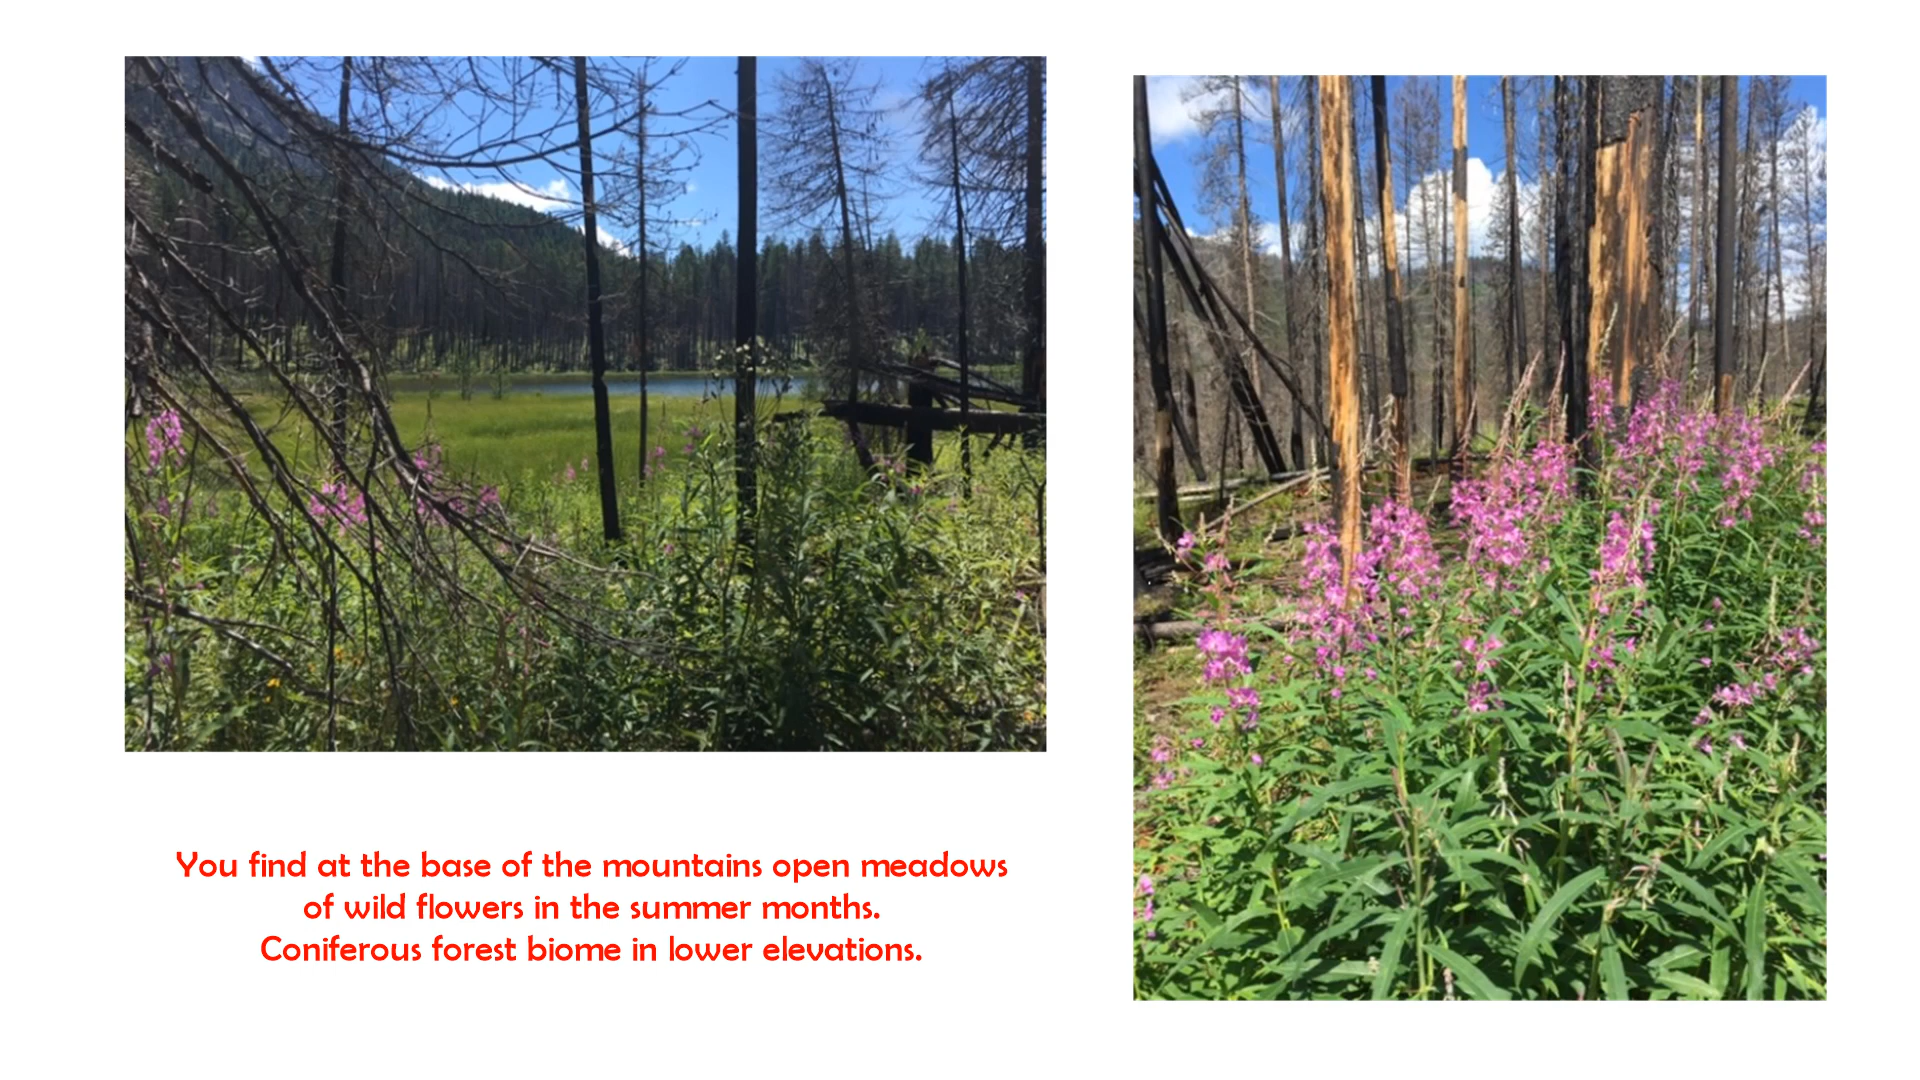 You find at the base of the mountains open meadows
of wild flowers in the summer months.
Coniferous forest biome in lower elevations.